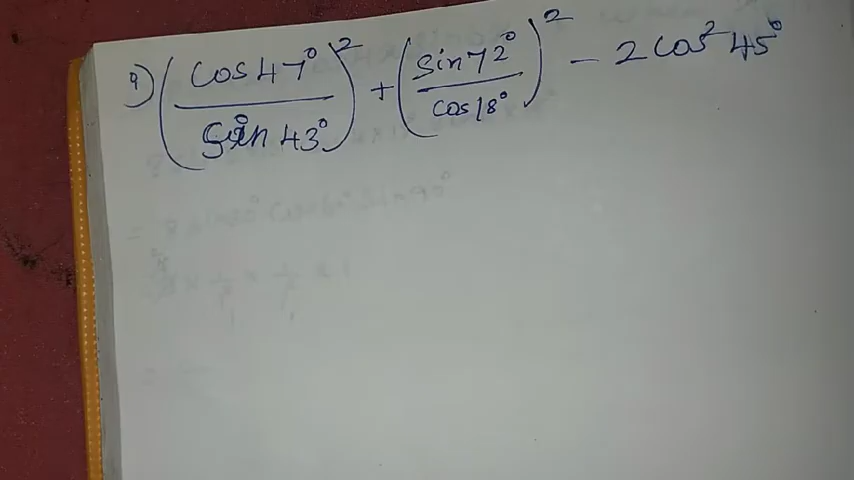 9) (cos 47° / sin 43°)² + (sin 72° / cos 18°)² - 2 cos² 45°